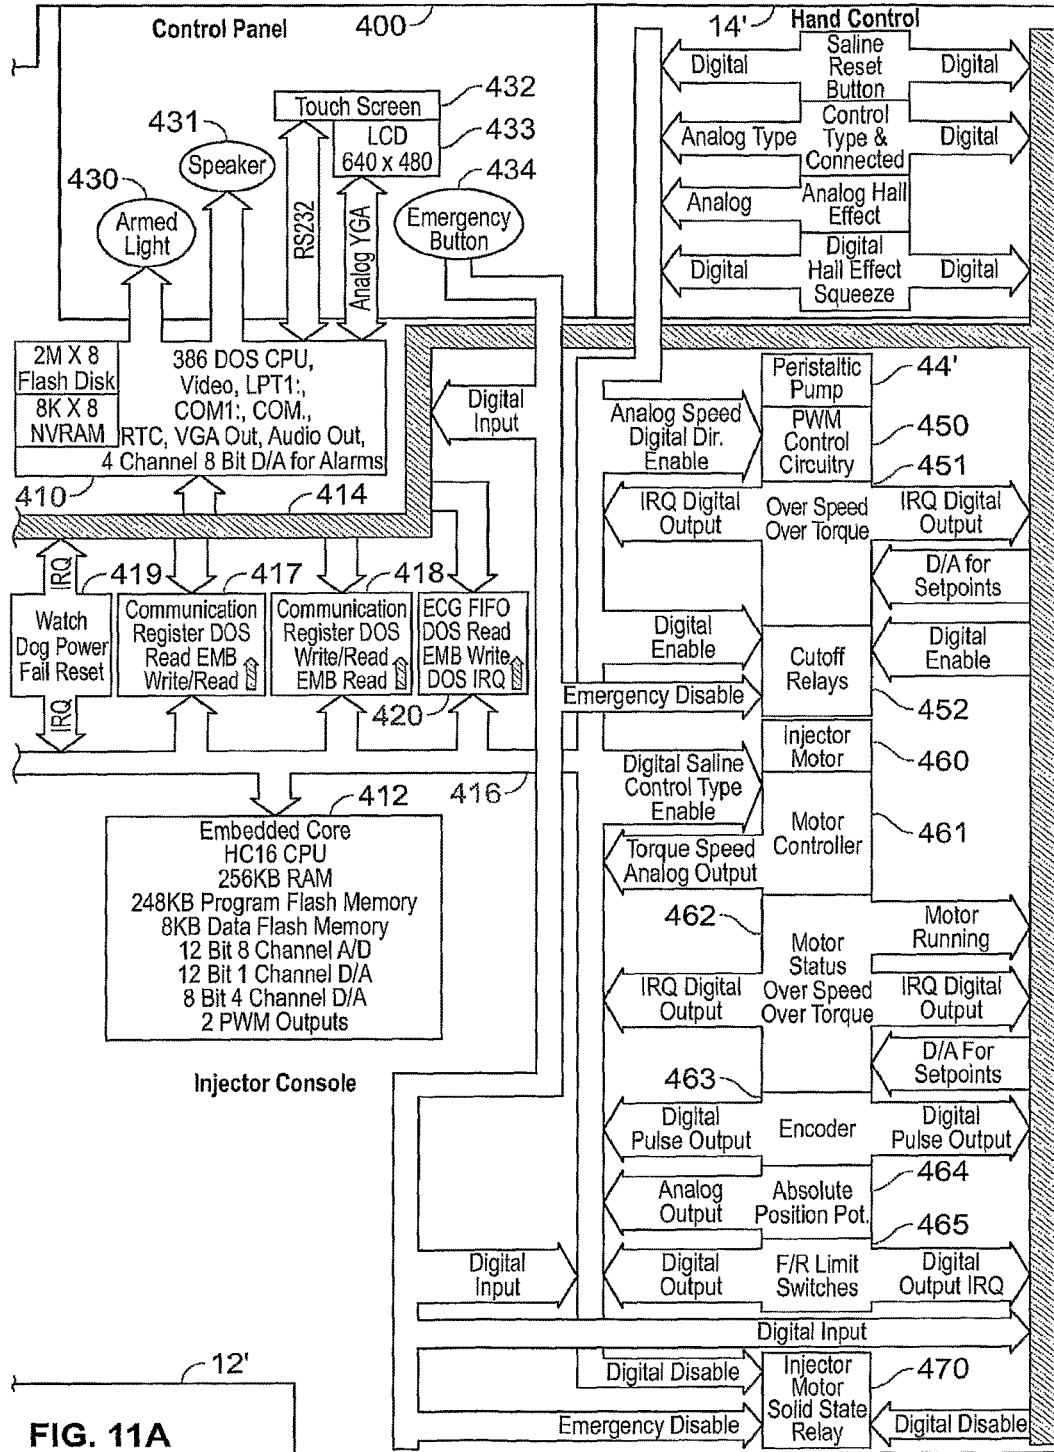 Control Panel
400
14'
Hand Control
Digital
Saline
Reset
Button
Digital
Analog Type
Control
Type &
Connected
Digital
Analog
Analog Hall
Effect
Digital
Digital
Hall Effect
Squeeze
Digital
Touch Screen
432
LCD
640 x 480
433
431
Speaker
430
Armed
Light
434
Emergency
Button
RS232
Analog YGA
2M X 8
Flash Disk
8K X 8
NVRAM
386 DOS CPU,
Video, LPT1:,
COM1:, COM.,
RTC, VGA Out, Audio Out,
4 Channel 8 Bit D/A for Alarms
410
414
Digital
Input
Peristaltic
Pump
44'
Analog Speed
Digital Dir.
Enable
PWM
Control
Circuitry
450
451
IRQ Digital
Output
Over Speed
Over Torque
IRQ Digital
Output
D/A for
Setpoints
IRQ
419
417
418
Watch
Dog Power
Fail Reset
Communication
Register DOS
Read EMB
Write/Read
Communication
Register DOS
Write/Read
EMB Read
ECG FIFO
DOS Read
EMB Write
DOS IRQ
420
IRQ
Digital
Enable
Cutoff
Relays
Digital
Enable
Emergency Disable
452
Injector
Motor
460
Digital Saline
Control Type
Enable
Motor
Controller
461
Torque Speed
Analog Output
416
412
Embedded Core
HC16 CPU
256KB RAM
248KB Program Flash Memory
8KB Data Flash Memory
12 Bit 8 Channel A/D
12 Bit 1 Channel D/A
8 Bit 4 Channel D/A
2 PWM Outputs
Injector Console
462
Motor
Status
Over Speed
Over Torque
Motor
Running
IRQ Digital
Output
IRQ Digital
Output
D/A For
Setpoints
463
Digital
Pulse Output
Encoder
Digital
Pulse Output
Analog
Output
Absolute
Position Pot.
464
465
Digital
Input
Digital
Output
F/R Limit
Switches
Digital
Output IRQ
Digital Input
Digital Disable
Injector
Motor
Solid State
Relay
470
Emergency Disable
Digital Disable
12'
FIG. 11A